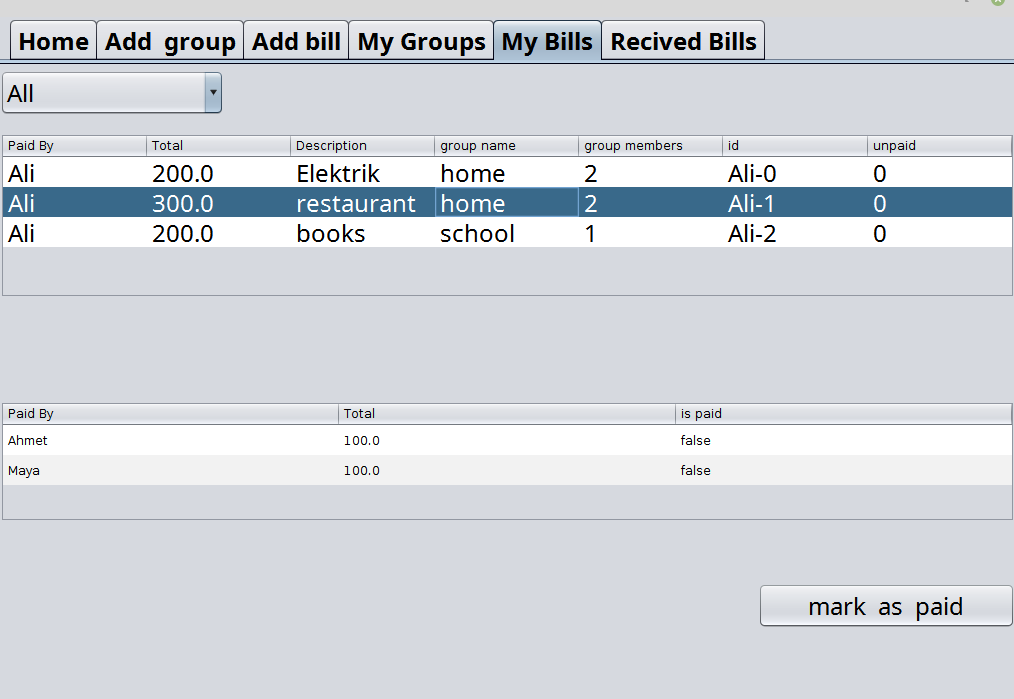 Home Add group Add bill My Groups My Bills Recived Bills
All
Paid By Total Description group name group members id unpaid
Ali 200.0 Elektrik home 2 Ali-0 0
Ali 300.0 restaurant home 2 Ali-1 0
Ali 200.0 books school 1 Ali-2 0
Paid By Total is paid
Ahmet 100.0 false
Maya 100.0 false
mark as paid